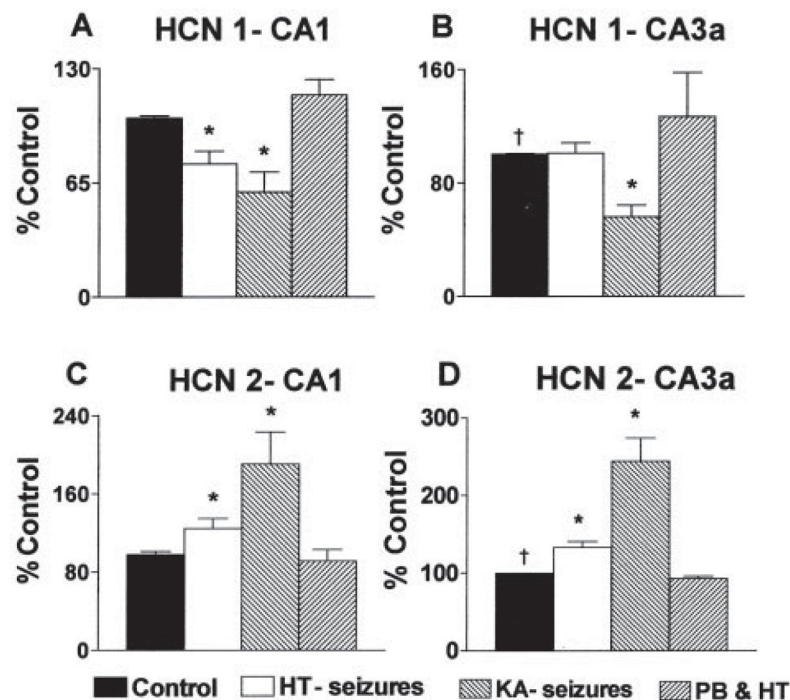 A HCN 1- CA1
% Control
130
65
0
*
*
B HCN 1- CA3a
% Control
160
80
0
†
*
C HCN 2- CA1
% Control
240
160
80
0
*
*
D HCN 2- CA3a
% Control
300
200
100
0
†
*
*
Control HT- seizures KA- seizures PB & HT